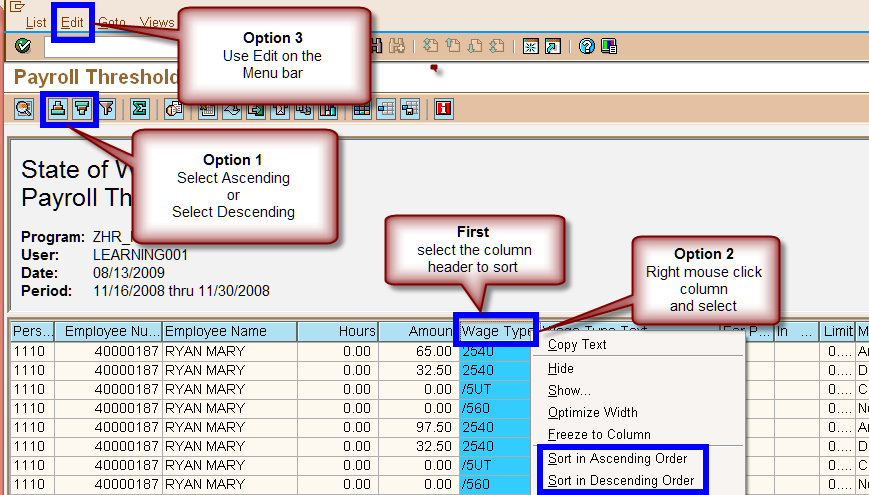 List Edit Goto Views
Option 3
Use Edit on the
Menu bar
Payroll Threshold
Option 1
Select Ascending
or
Select Descending
State of W
Payroll Th
Program: ZHR_
User: LEARNING001
Date: 08/13/2009
Period: 11/16/2008 thru 11/30/2008
First
select the column
header to sort
Option 2
Right mouse click
column
and select
Pers... Employee Nu... Employee Name Hours Amoun Wage Type Wage Type Text For P... In ... Limit M
1110 40000187 RYAN MARY 0.00 65.00 2540 0.... A
1110 40000187 RYAN MARY 0.00 32.50 2540 0.... D
1110 40000187 RYAN MARY 0.00 0.00 /5UT 0.... C
1110 40000187 RYAN MARY 0.00 0.00 /560 0.... N
1110 40000187 RYAN MARY 0.00 97.50 2540 0.... A
1110 40000187 RYAN MARY 0.00 32.50 2540 0.... D
1110 40000187 RYAN MARY 0.00 0.00 /5UT 0.... C
1110 40000187 RYAN MARY 0.00 0.00 /560 0.... N
Copy Text
Hide
Show...
Optimize Width
Freeze to Column
Sort in Ascending Order
Sort in Descending Order